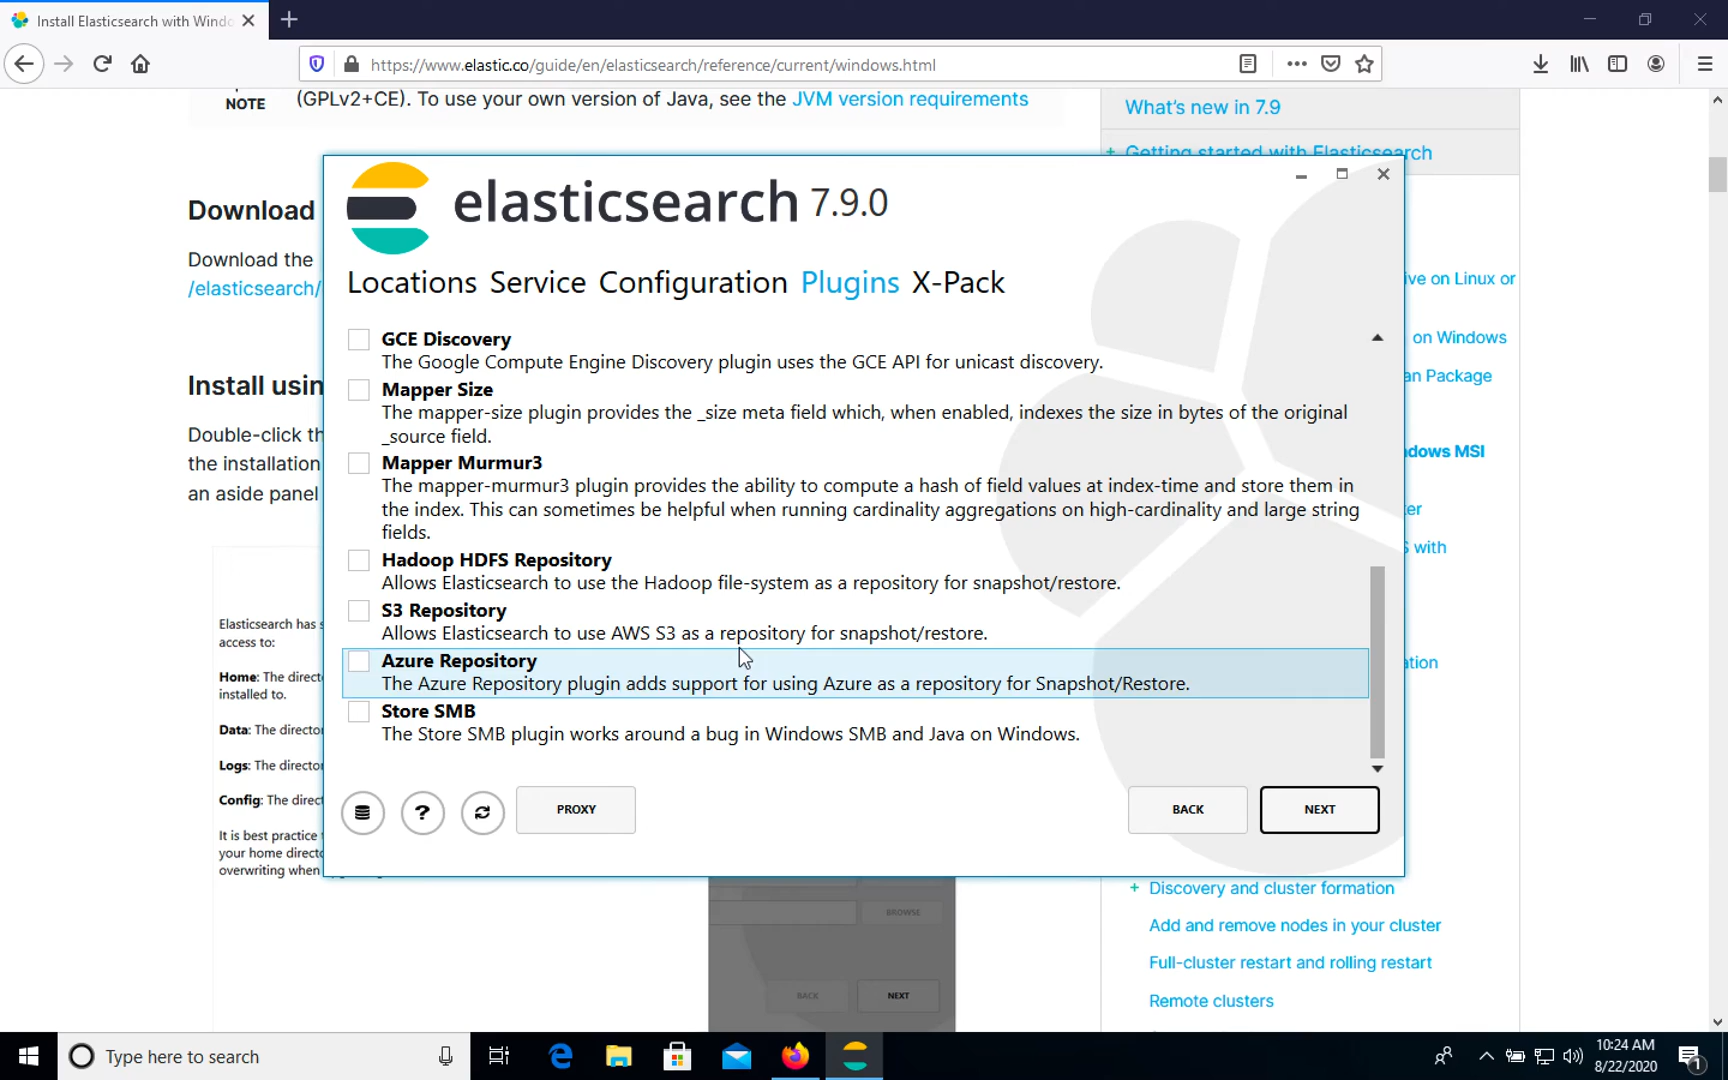 Install Elasticsearch with Windo
https://www.elastic.co/guide/en/elasticsearch/reference/current/windows.html
NOTE
(GPLv2+CE). To use your own version of Java, see the JVM version requirements
What's new in 7.9
+ Getting started with Elasticsearch
Download
Download the
/elasticsearch/
Install usin
Double-click th
the installation
an aside panel
ive on Linux or
on Windows
an Package
ndows MSI
S with
elasticsearch 7.9.0
Locations Service Configuration Plugins X-Pack
GCE Discovery
The Google Compute Engine Discovery plugin uses the GCE API for unicast discovery.
Mapper Size
The mapper-size plugin provides the _size meta field which, when enabled, indexes the size in bytes of the original
_source field.
Mapper Murmur3
The mapper-murmur3 plugin provides the ability to compute a hash of field values at index-time and store them in
the index. This can sometimes be helpful when running cardinality aggregations on high-cardinality and large string
fields.
Hadoop HDFS Repository
Allows Elasticsearch to use the Hadoop file-system as a repository for snapshot/restore.
S3 Repository
Allows Elasticsearch to use AWS S3 as a repository for snapshot/restore.
Azure Repository
The Azure Repository plugin adds support for using Azure as a repository for Snapshot/Restore.
Store SMB
The Store SMB plugin works around a bug in Windows SMB and Java on Windows.
?
PROXY
BACK
NEXT
Elasticsearch has s
access to:
Home: The direct
installed to.
Data: The director
Logs: The director
Config: The direct
It is best practice
your home direct
overwriting when
BROWSE
BACK
NEXT
+ Discovery and cluster formation
Add and remove nodes in your cluster
Full-cluster restart and rolling restart
Remote clusters
Type here to search
10:24 AM
8/22/2020
1